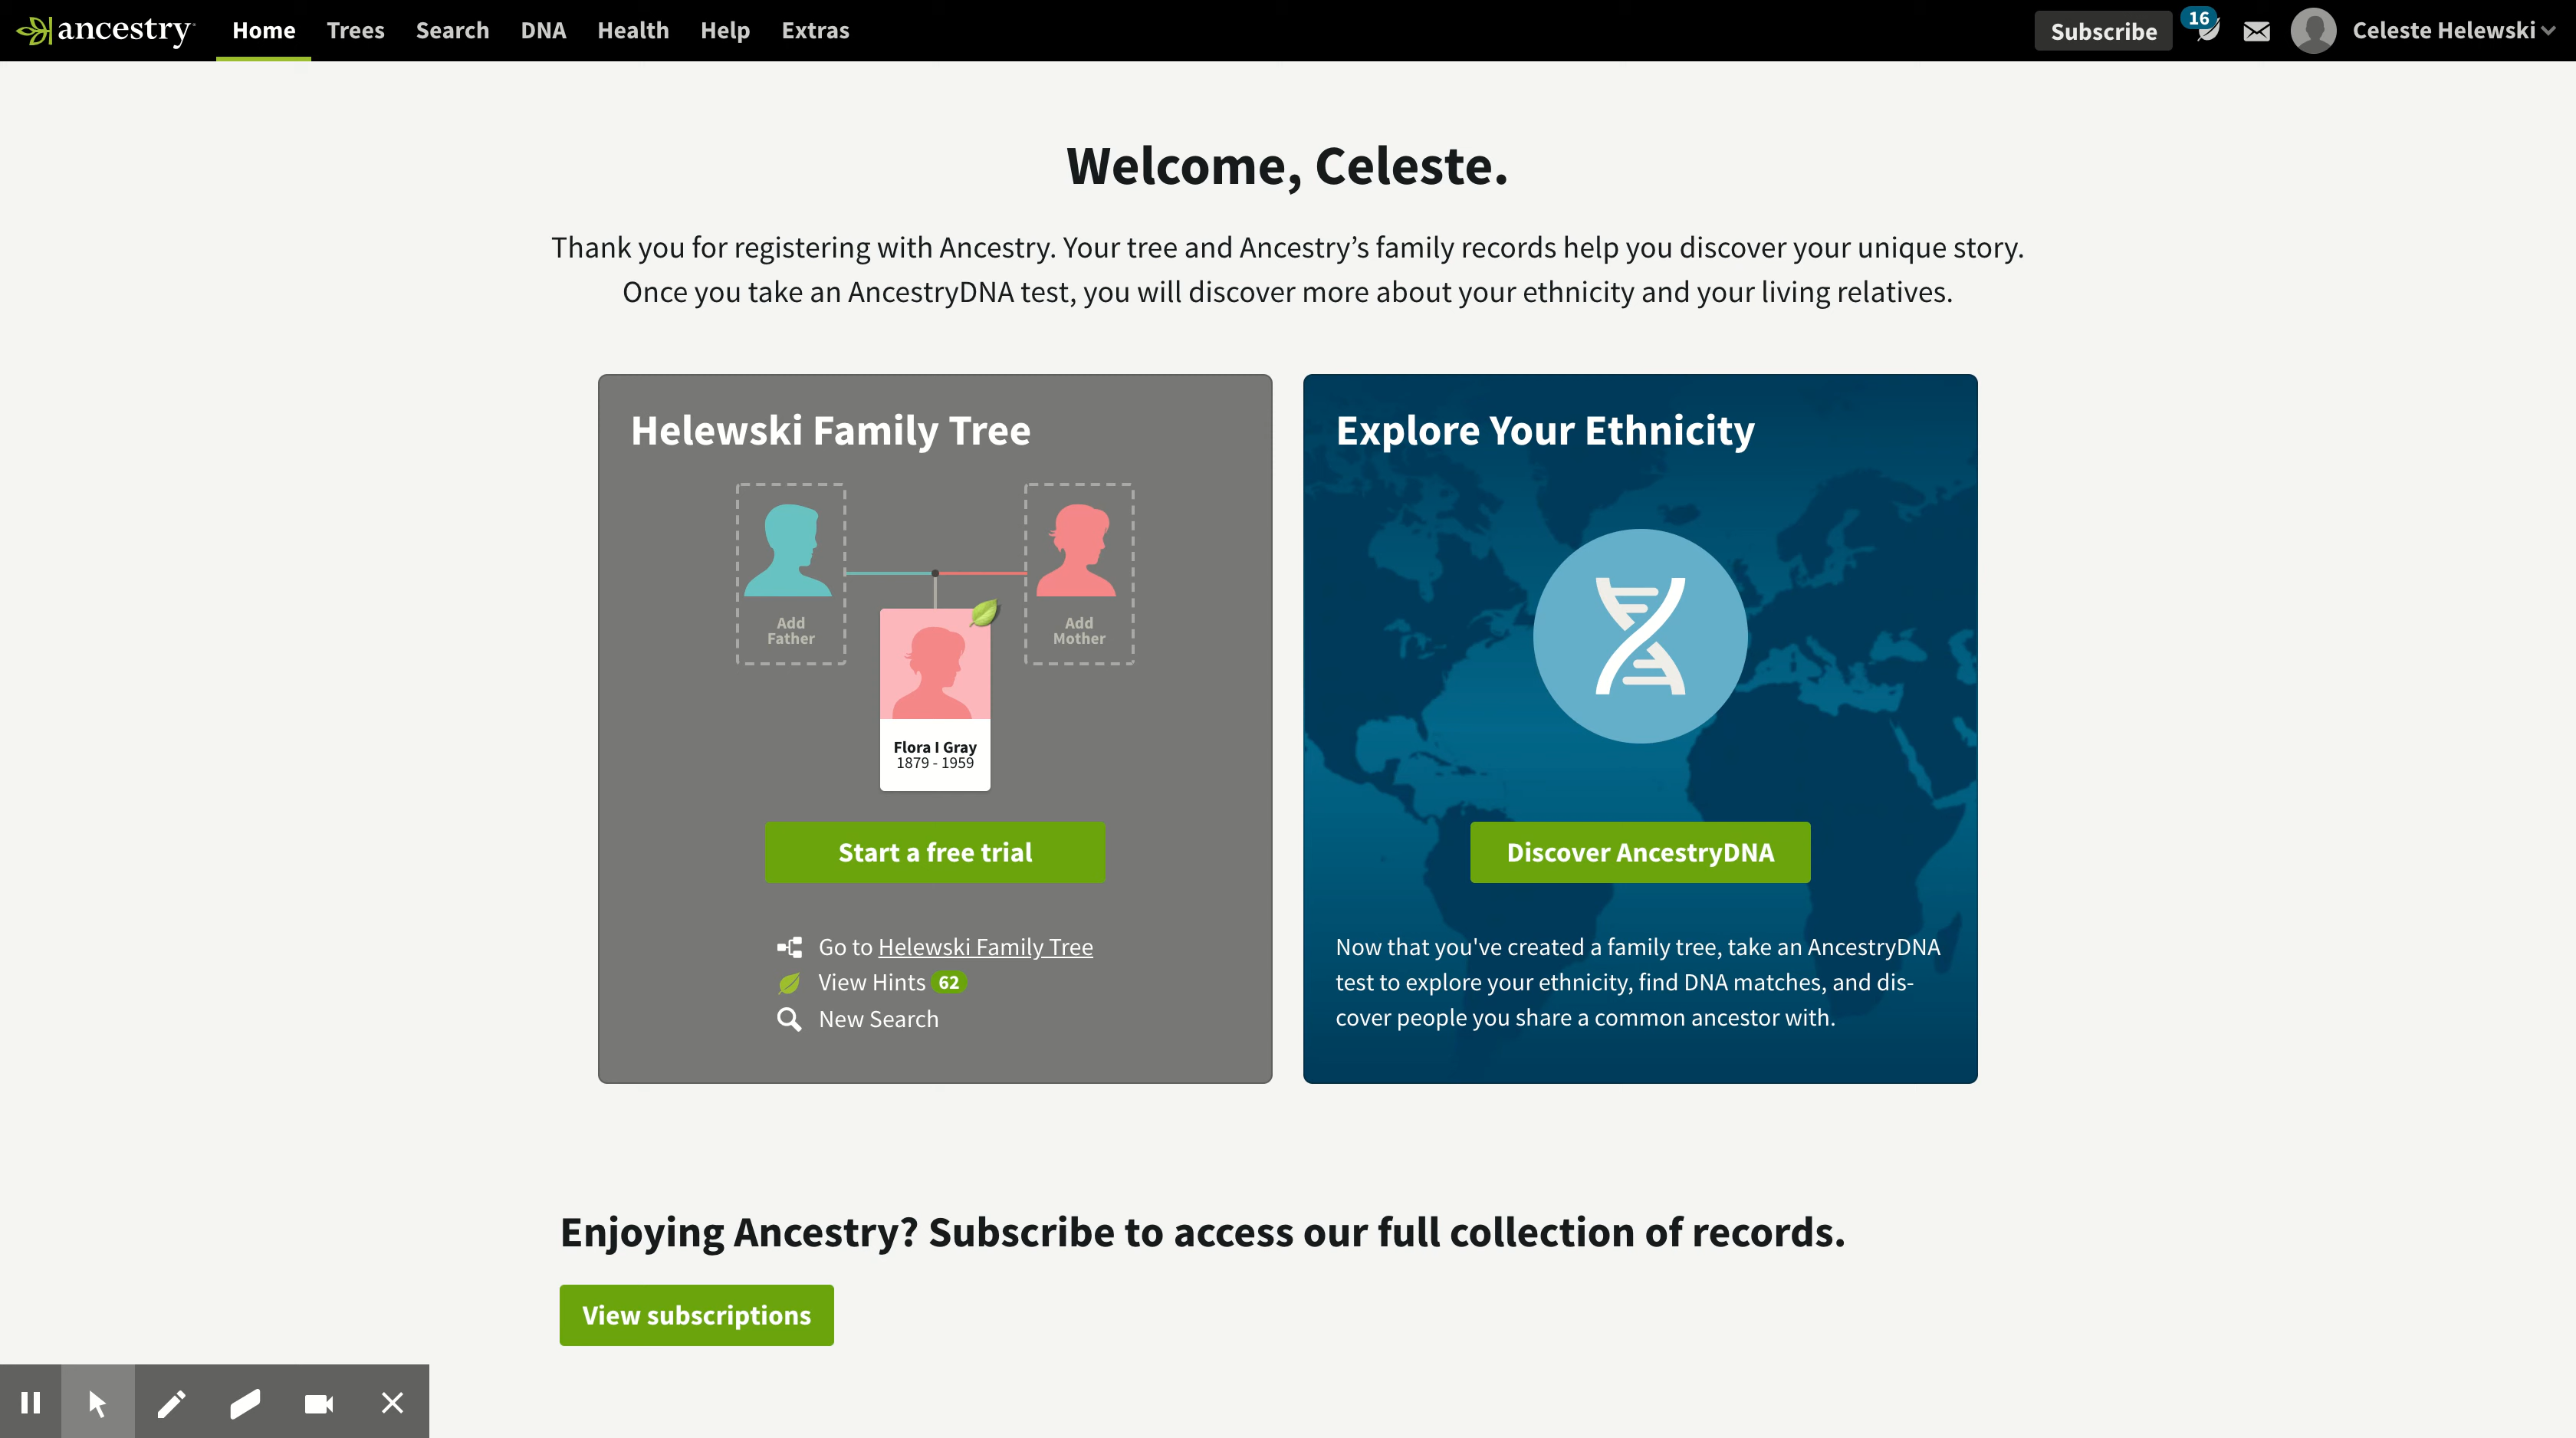 ancestry
Home Trees Search DNA Health Help Extras
Subscribe 16 Celeste Helewski
Welcome, Celeste.
Thank you for registering with Ancestry. Your tree and Ancestry’s family records help you discover your unique story.
Once you take an AncestryDNA test, you will discover more about your ethnicity and your living relatives.
Helewski Family Tree
Add
Father
Add
Mother
Flora I Gray
1879 - 1959
Start a free trial
Go to Helewski Family Tree
View Hints 62
New Search
Explore Your Ethnicity
Discover AncestryDNA
Now that you've created a family tree, take an AncestryDNA
test to explore your ethnicity, find DNA matches, and dis-
cover people you share a common ancestor with.
Enjoying Ancestry? Subscribe to access our full collection of records.
View subscriptions